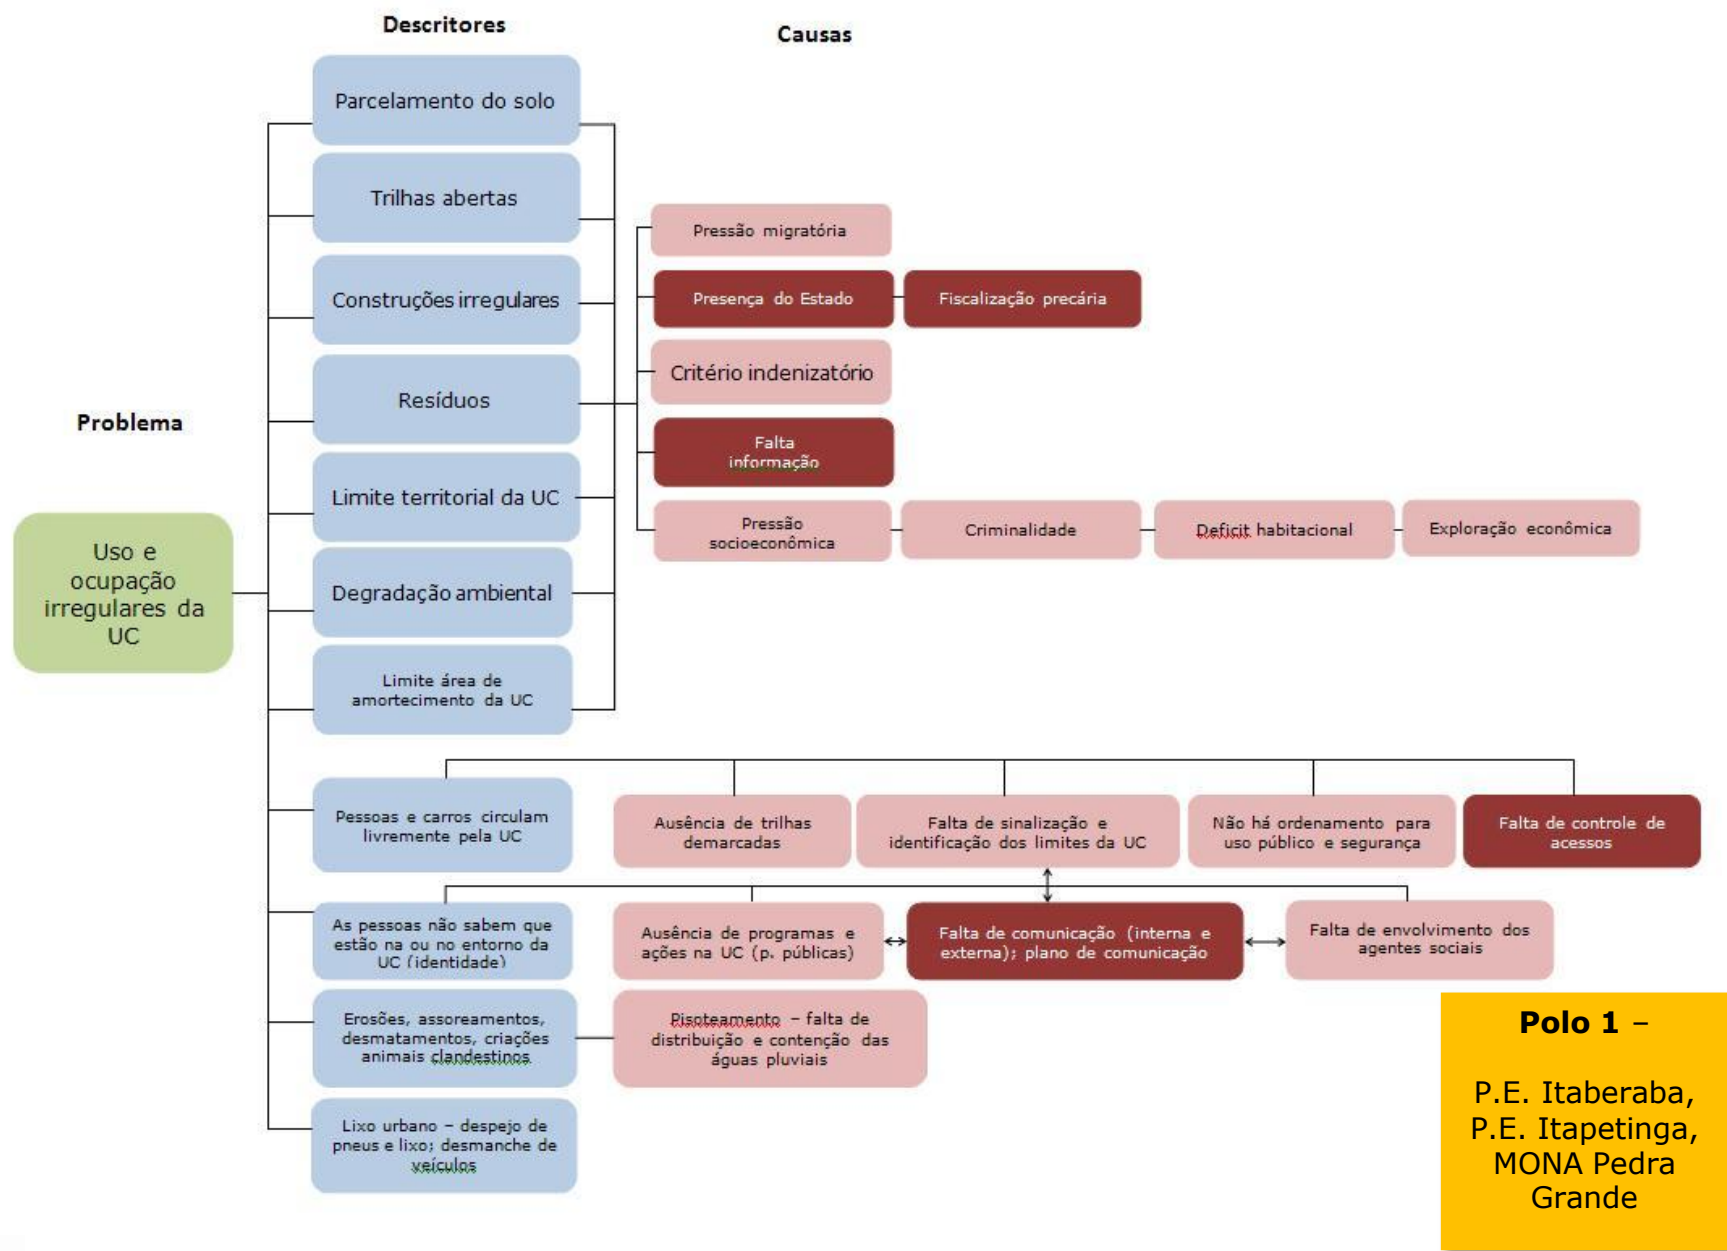 Descritores
Causas
Problema
Uso e
ocupação
irregulares da
UC
Parcelamento do solo
Trilhas abertas
Construções irregulares
Resíduos
Limite territorial da UC
Degradação ambiental
Limite área de
amortecimento da UC
Pressão migratória
Presença do Estado
Fiscalização precária
Critério indenizatório
Falta
informação
Pressão
socioeconômica
Criminalidade
Deficit habitacional
Exploração econômica
Pessoas e carros circulam
livremente pela UC
Ausência de trilhas
demarcadas
Falta de sinalização e
identificação dos limites da UC
Não há ordenamento para
uso público e segurança
Falta de controle de
acessos
As pessoas não sabem que
estão na ou no entorno da
UC (identidade)
Ausência de programas e
ações na UC (p. públicas)
Falta de comunicação (interna e
externa); plano de comunicação
Falta de envolvimento dos
agentes sociais
Erosões, assoreamentos,
desmatamentos, criações
animais clandestinos
Pisoteamento – falta de
distribuição e contenção das
águas pluviais
Lixo urbano – despejo de
pneus e lixo; desmanche de
veículos
Polo 1 –
P.E. Itaberaba,
P.E. Itapetinga,
MONA Pedra
Grande